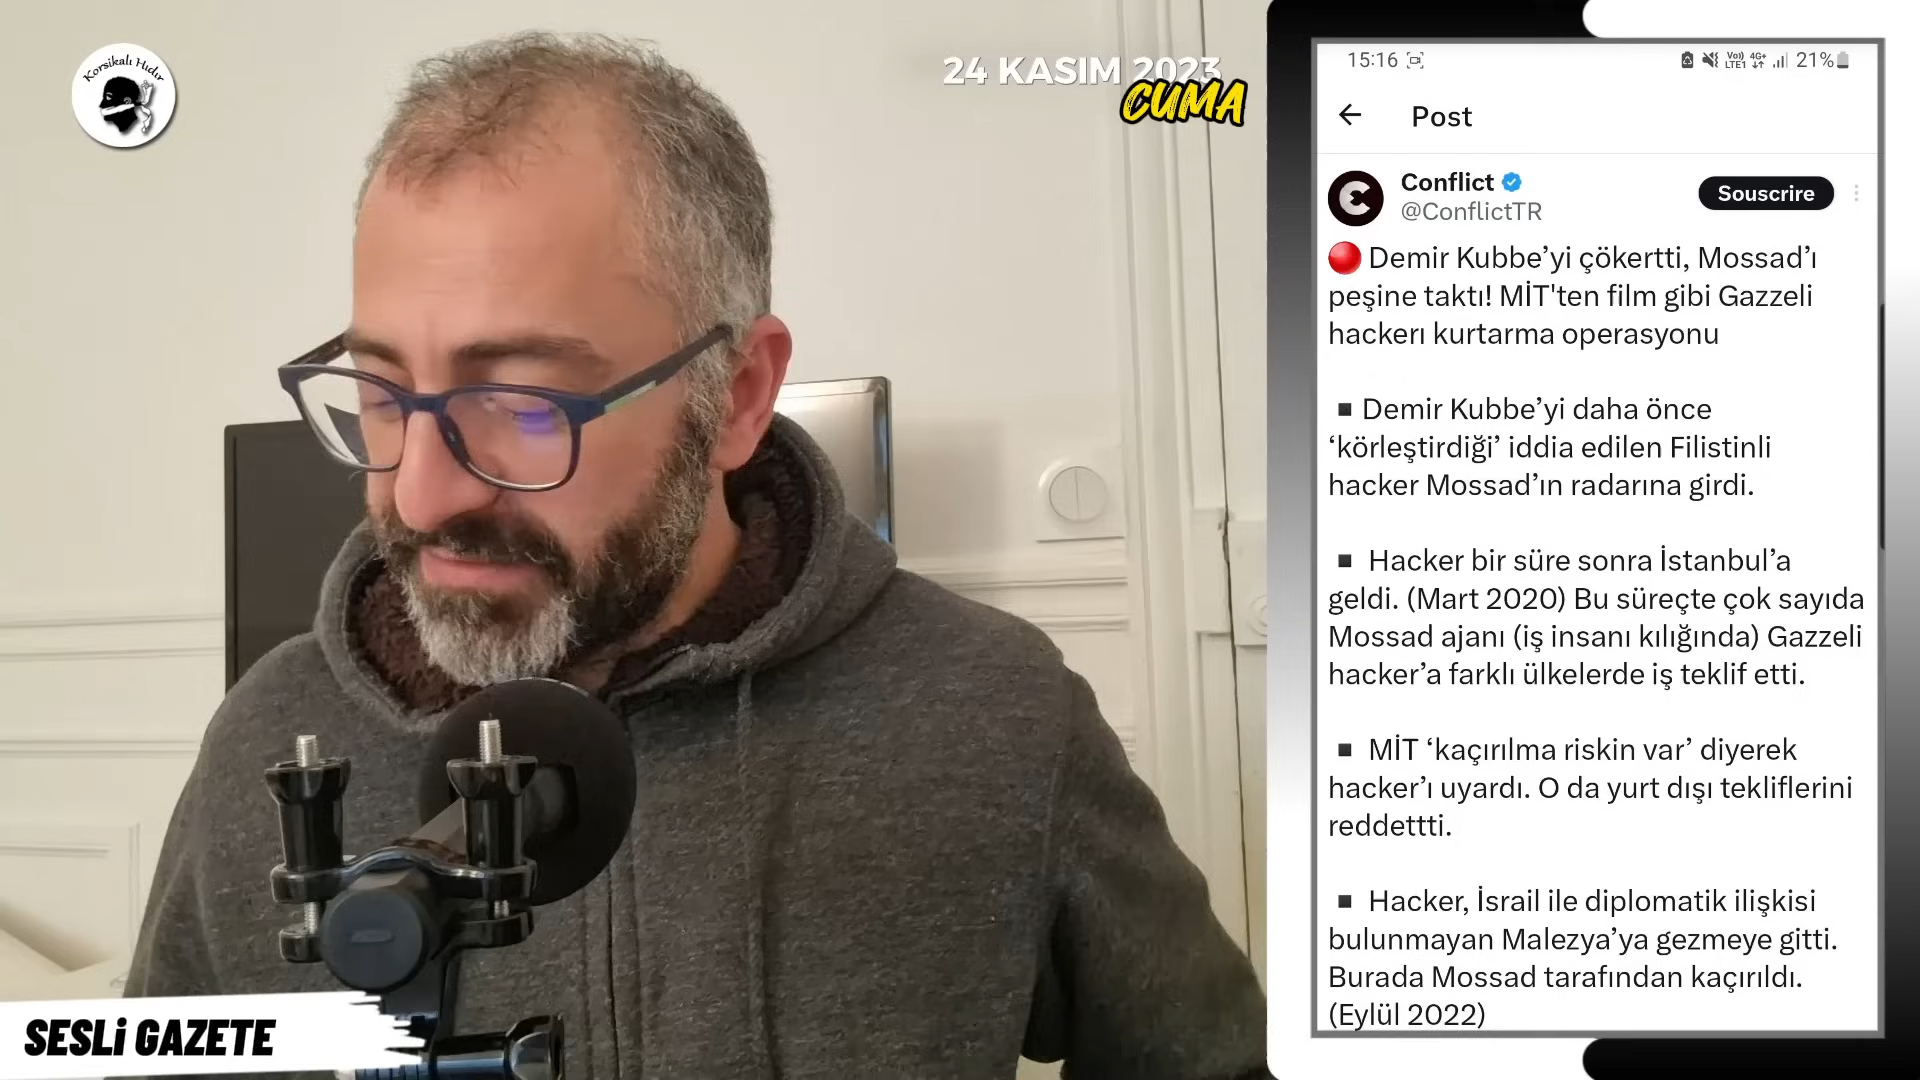 Korsikalı Hıdır
24 KASIM 2023
CUMA
SESLİ GAZETE
15:16
Vo))
LTE1
4G+
21%
Post
Conflict
@ConflictTR
Souscrire
Demir Kubbe’yi çökertti, Mossad’ı
peşine taktı! MİT'ten film gibi Gazzeli
hackerı kurtarma operasyonu
▪ Demir Kubbe’yi daha önce
‘körleştirdiği’ iddia edilen Filistinli
hacker Mossad’ın radarına girdi.
▪ Hacker bir süre sonra İstanbul’a
geldi. (Mart 2020) Bu süreçte çok sayıda
Mossad ajanı (iş insanı kılığında) Gazzeli
hacker’a farklı ülkelerde iş teklif etti.
▪ MİT ‘kaçırılma riskin var’ diyerek
hacker’ı uyardı. O da yurt dışı tekliflerini
reddettti.
▪ Hacker, İsrail ile diplomatik ilişkisi
bulunmayan Malezya’ya gezmeye gitti.
Burada Mossad tarafından kaçırıldı.
(Eylül 2022)